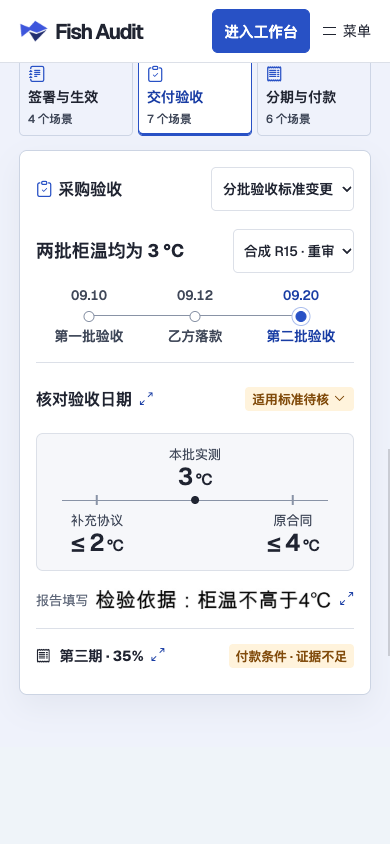 Fish Audit
进入工作台
菜单
签署与生效
4 个场景
交付验收
7 个场景
分期与付款
6 个场景
采购验收
分批验收标准变更
两批柜温均为 3 °C
合成 R15 · 重审
09.10
09.12
09.20
第一批验收
乙方落款
第二批验收
核对验收日期
适用标准待核
本批实测
3 °C
补充协议
≤ 2 °C
原合同
≤ 4 °C
报告填写 检验依据：柜温不高于4℃
第三期 · 35%
付款条件 · 证据不足